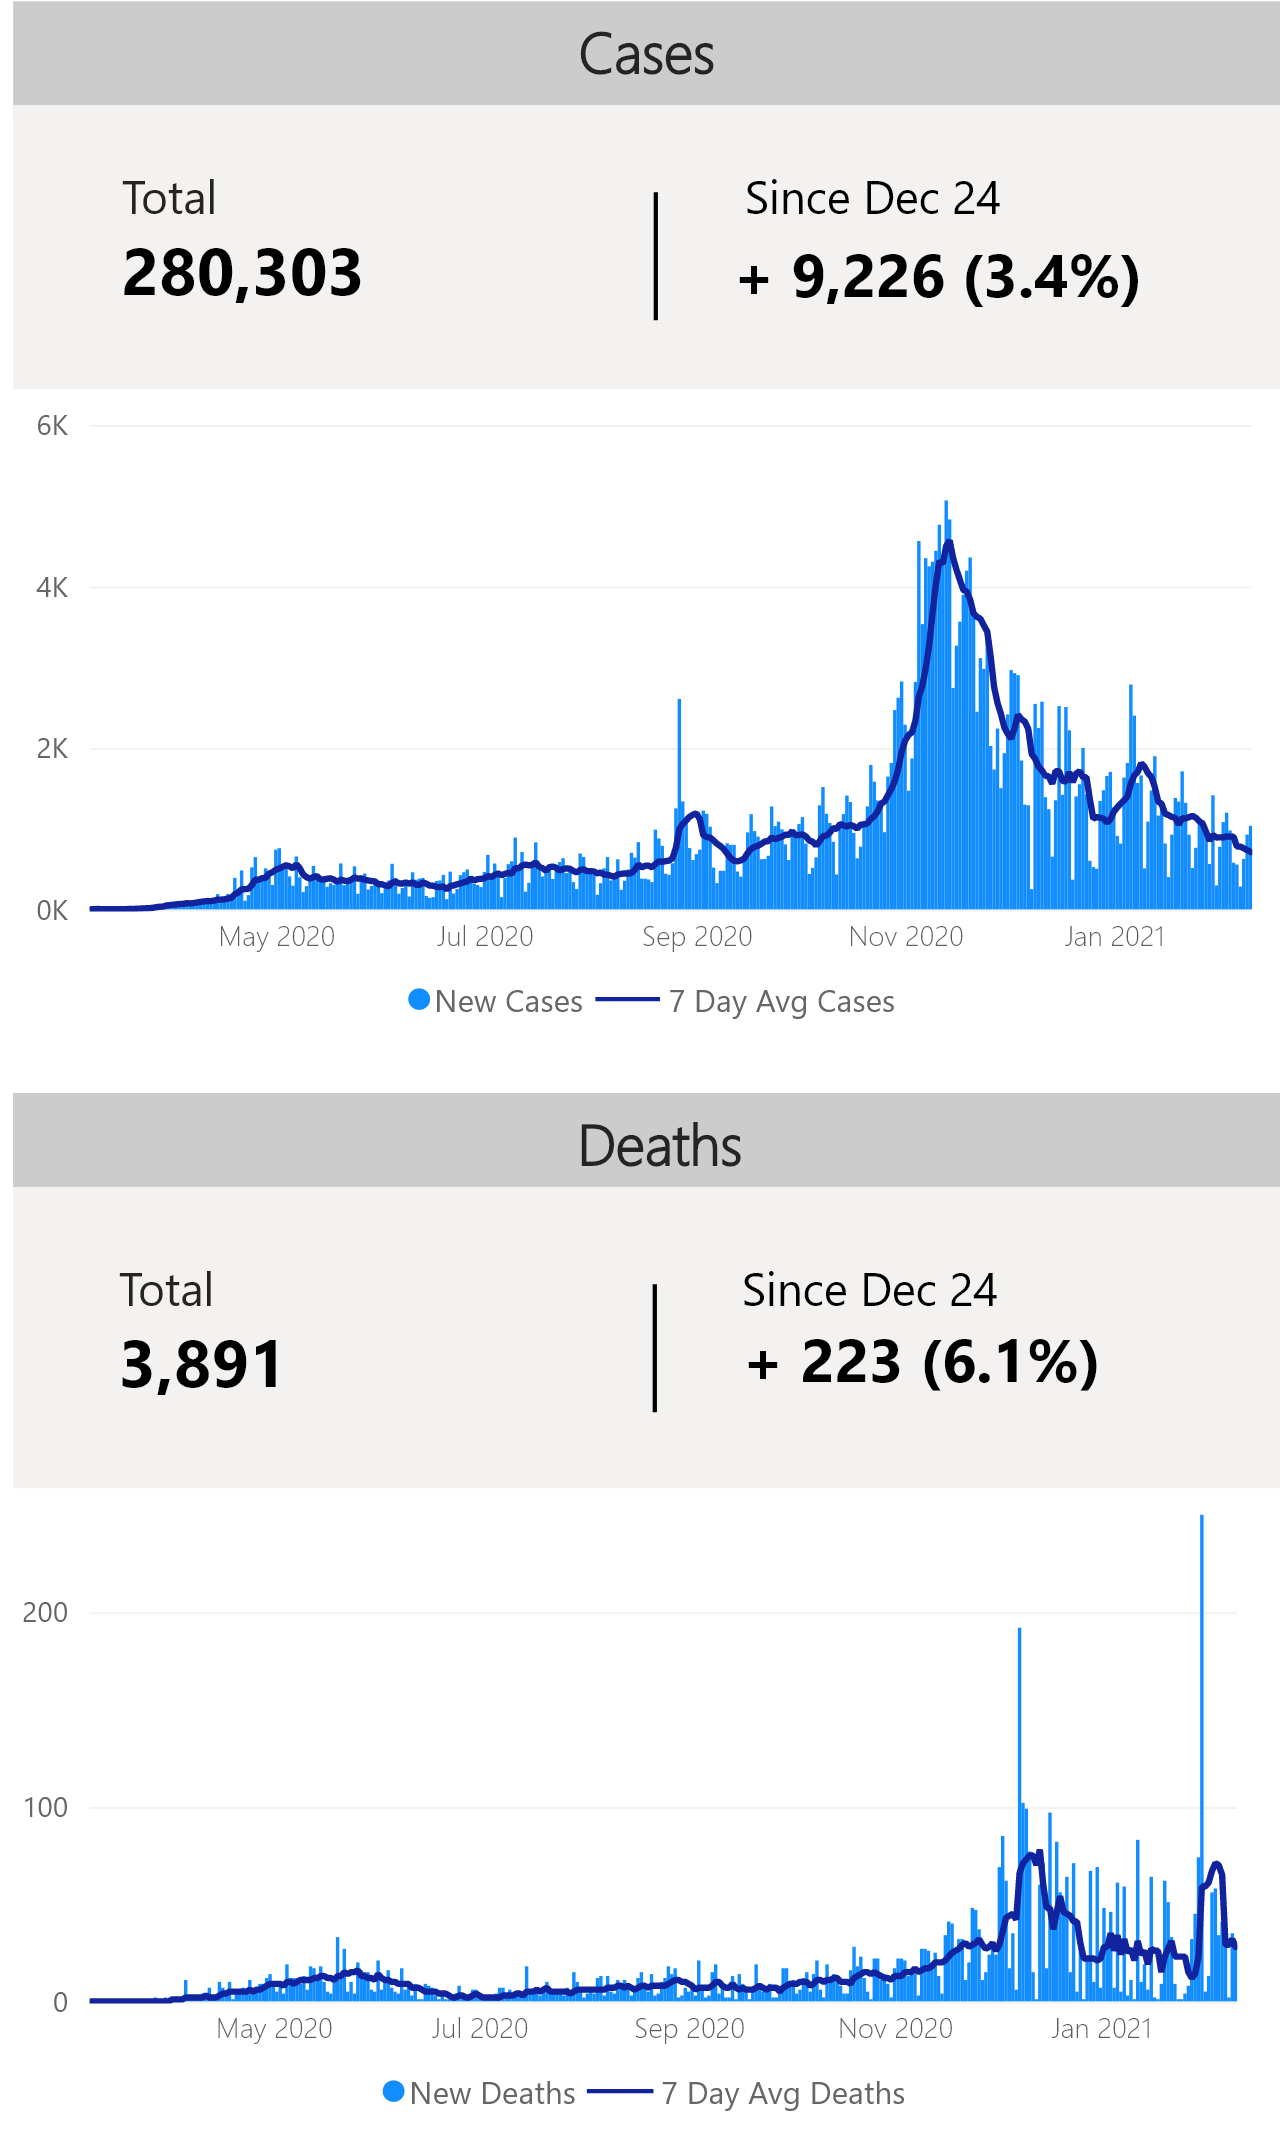 Cases
Total
280,303
Since Dec 24
+ 9,226 (3.4%)
6K
4K
2K
0K
May 2020 Jul 2020 Sep 2020 Nov 2020 Jan 2021
New Cases 7 Day Avg Cases
Deaths
Total
3,891
Since Dec 24
+ 223 (6.1%)
200
100
0
May 2020 Jul 2020 Sep 2020 Nov 2020 Jan 2021
New Deaths 7 Day Avg Deaths